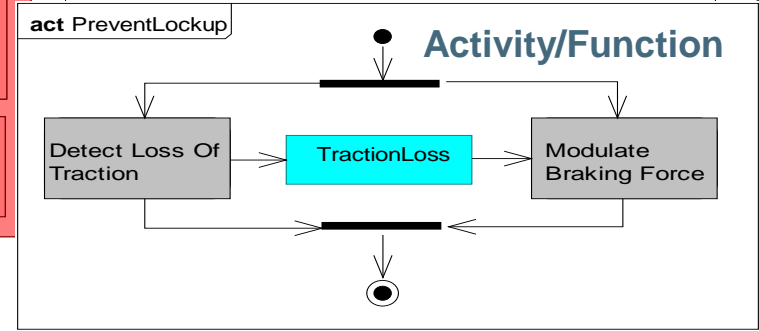 act PreventLockup
Activity/Function
Detect Loss Of
Traction
TractionLoss
Modulate
Braking Force